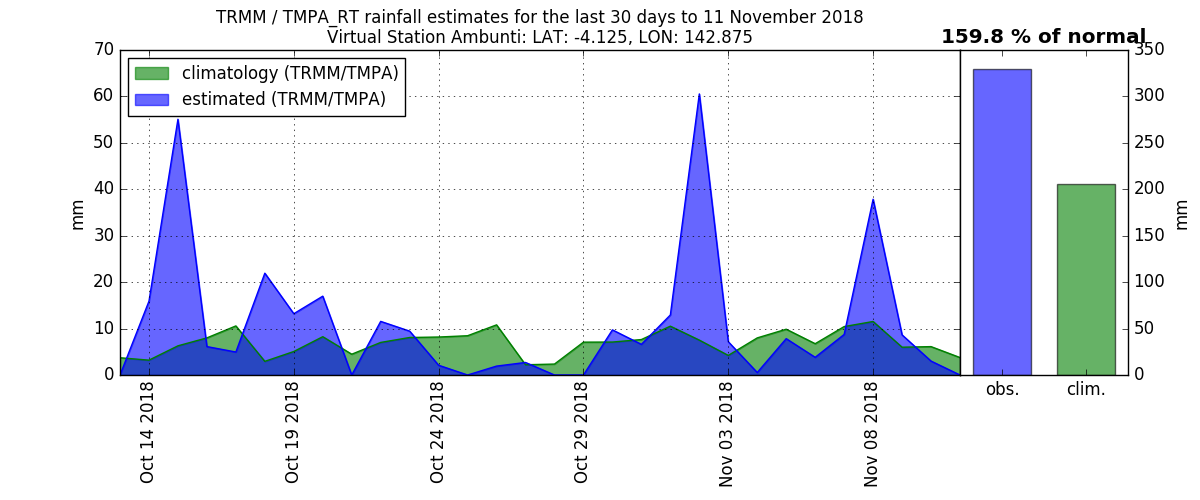 TRMM / TMPA_RT rainfall estimates for the last 30 days to 11 November 2018
Virtual Station Ambunti: LAT: -4.125, LON: 142.875
159.8 % of normal
climatology (TRMM/TMPA)
estimated (TRMM/TMPA)
70
60
50
40
30
20
10
0
mm
Oct 14 2018
Oct 19 2018
Oct 24 2018
Oct 29 2018
Nov 03 2018
Nov 08 2018
350
300
250
200
150
100
50
0
mm
obs.
clim.